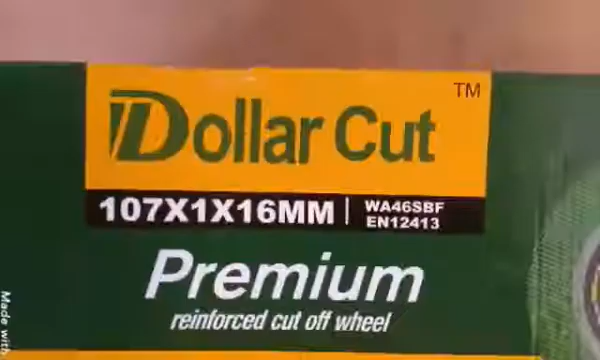 Dollar Cut TM
107X1X16MM | WA46SBF
EN12413
Premium
reinforced cut off wheel
Made with